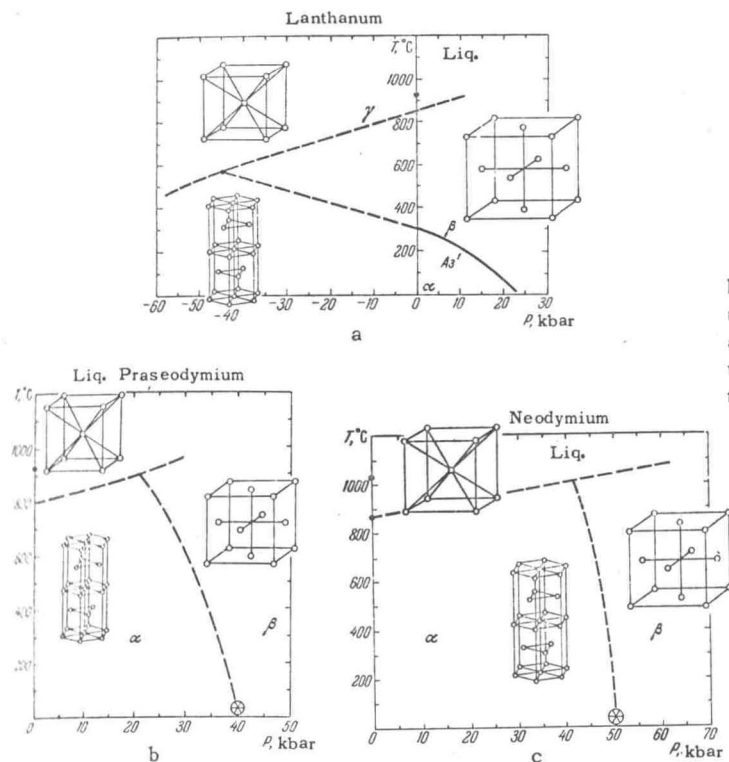 Lanthanum
T,°C
Liq.
1000
γ
800
600
400
β
200
A3'
α
-60 -50 -40 -30 -20 -10 0 10 20 30
P, kbar
a
Liq. Praseodymium
T,°C
1000
800
600
400
200
α
β
0 10 20 30 40 50
P, kbar
b
Neodymium
T,°C
Liq.
1000
800
600
400
200
α
β
0 10 20 30 40 50 60 70
P, kbar
c